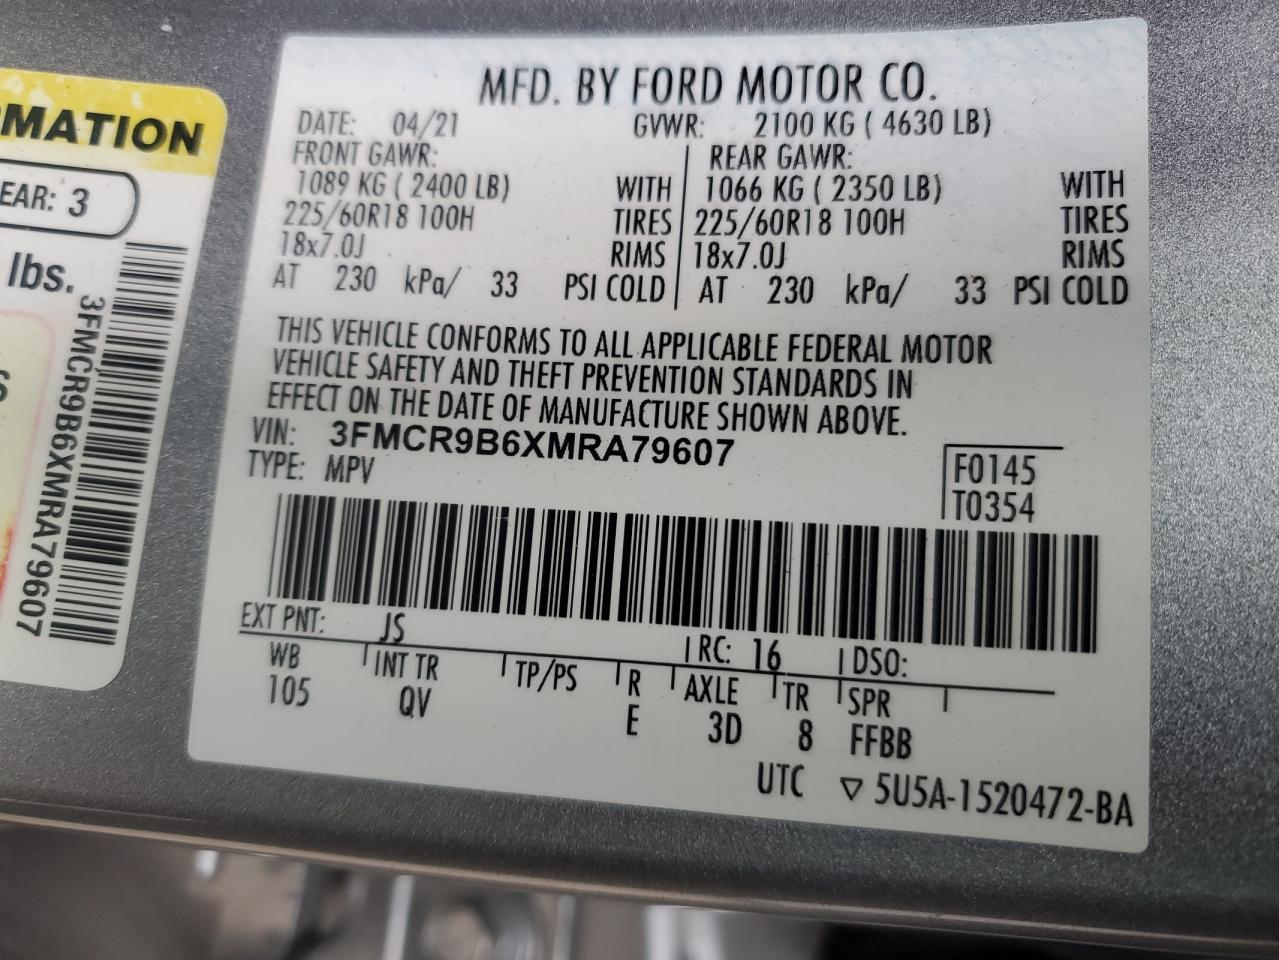 RMATION
EAR: 3
lbs.
3FMCR9B6XMRA79607
MFD. BY FORD MOTOR CO.
DATE: 04/21 GVWR: 2100 KG ( 4630 LB)
FRONT GAWR: REAR GAWR:
1089 KG ( 2400 LB) WITH 1066 KG ( 2350 LB) WITH
225/60R18 100H TIRES 225/60R18 100H TIRES
18x7.0J RIMS 18x7.0J RIMS
AT 230 kPa/ 33 PSI COLD AT 230 kPa/ 33 PSI COLD
THIS VEHICLE CONFORMS TO ALL APPLICABLE FEDERAL MOTOR
VEHICLE SAFETY AND THEFT PREVENTION STANDARDS IN
EFFECT ON THE DATE OF MANUFACTURE SHOWN ABOVE.
VIN: 3FMCR9B6XMRA79607
TYPE: MPV
F0145
T0354
EXT PNT: JS RC: 16 DSO:
WB INT TR TP/PS R AXLE TR SPR
105 QV E 3D 8 FFBB
UTC ▽ 5U5A-1520472-BA